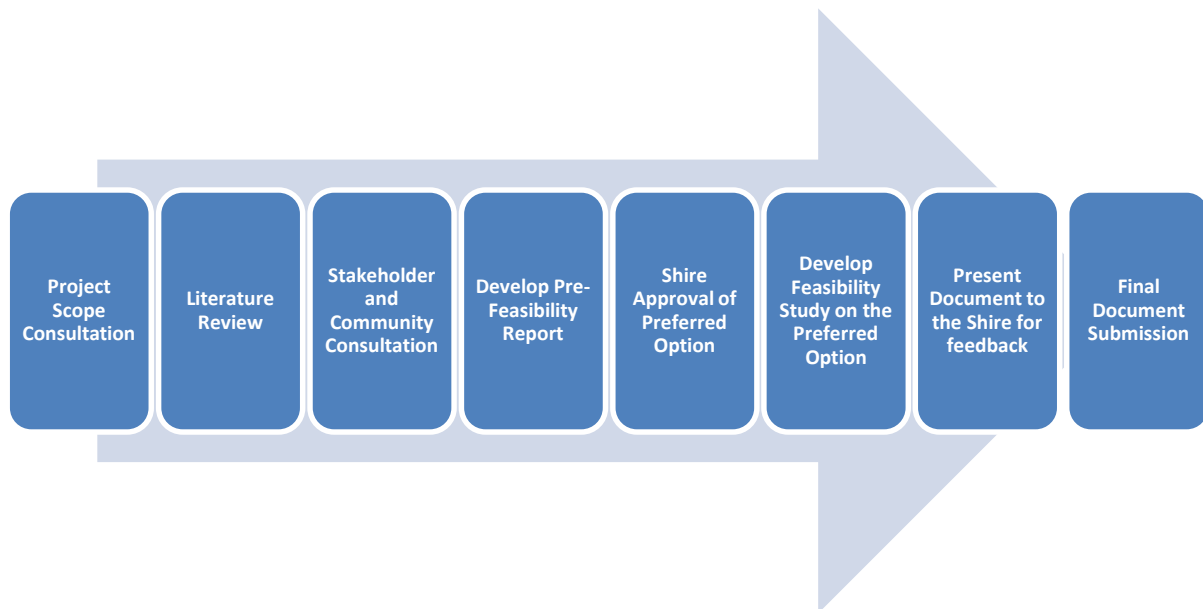 Project
Scope
Consultation
Literature
Review
Stakeholder
and
Community
Consultation
Develop Pre-
Feasibility
Report
Shire
Approval of
Preferred
Option
Develop
Feasibility
Study on the
Preferred
Option
Present
Document to
the Shire for
feedback
Final
Document
Submission